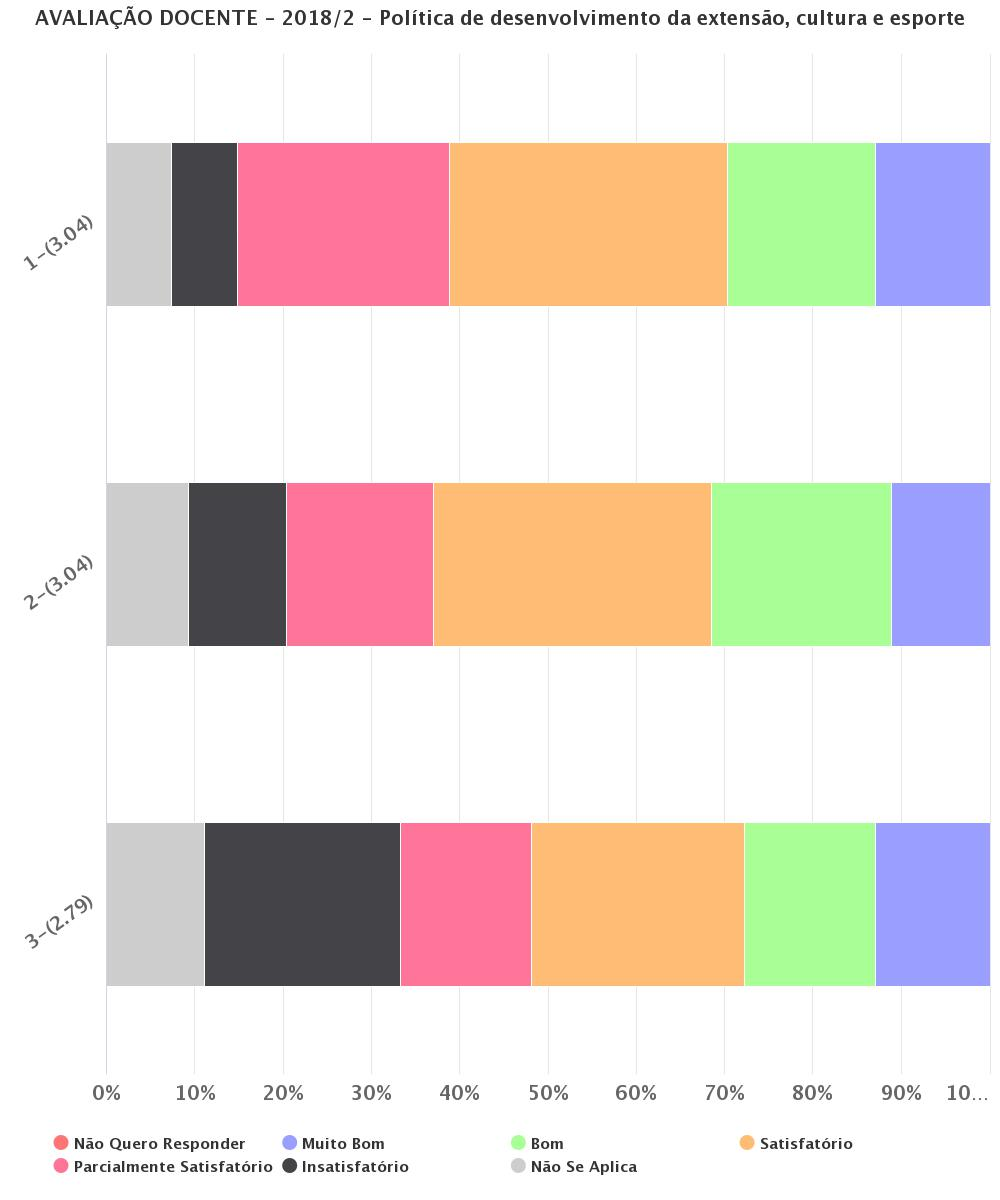 AVALIAÇÃO DOCENTE – 2018/2 – Política de desenvolvimento da extensão, cultura e esporte
1–(3.04)
2–(3.04)
3–(2.79)
0% 10% 20% 30% 40% 50% 60% 70% 80% 90% 10...
Não Quero Responder Muito Bom Bom Satisfatório
Parcialmente Satisfatório Insatisfatório Não Se Aplica